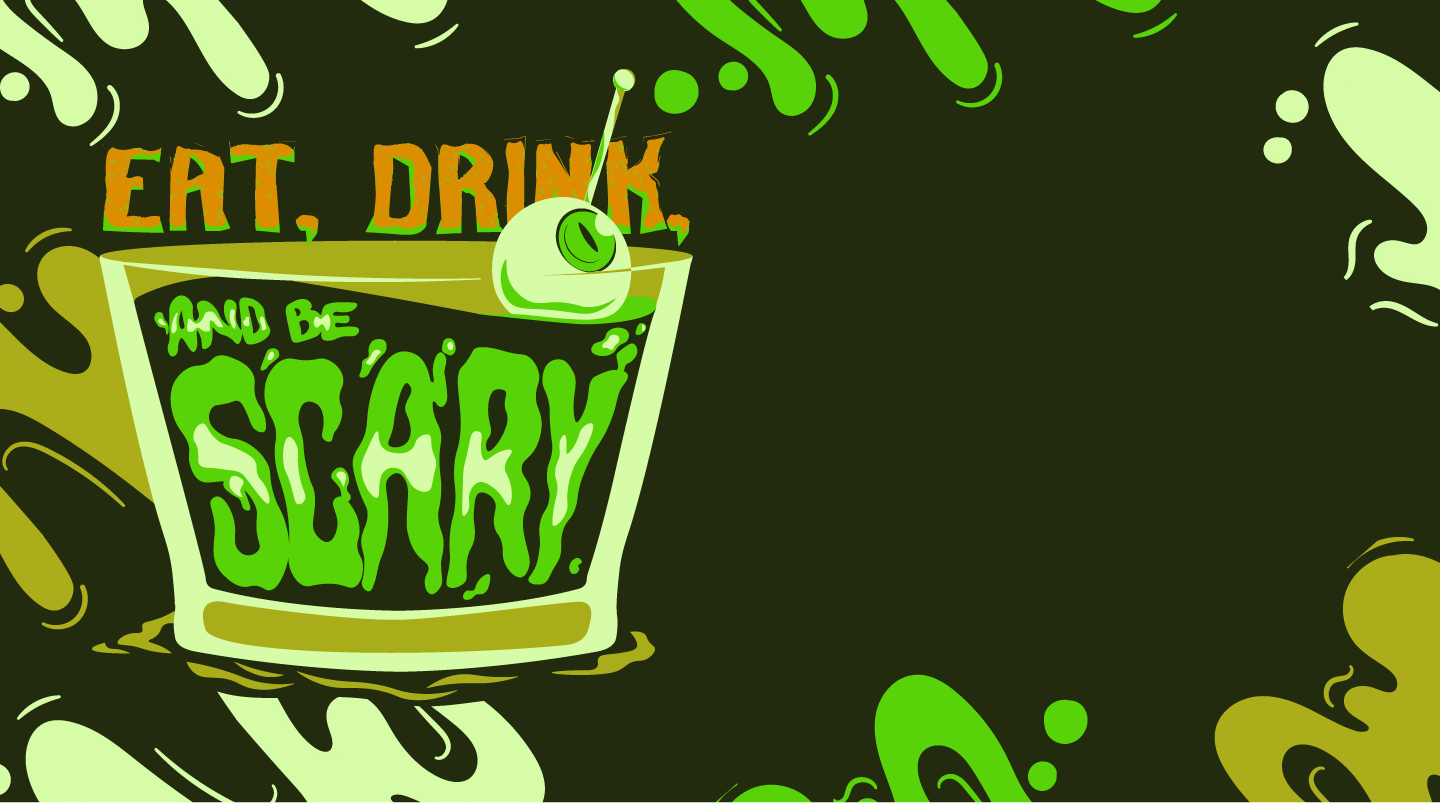 EAT, DRINK,
AND BE
SCARY